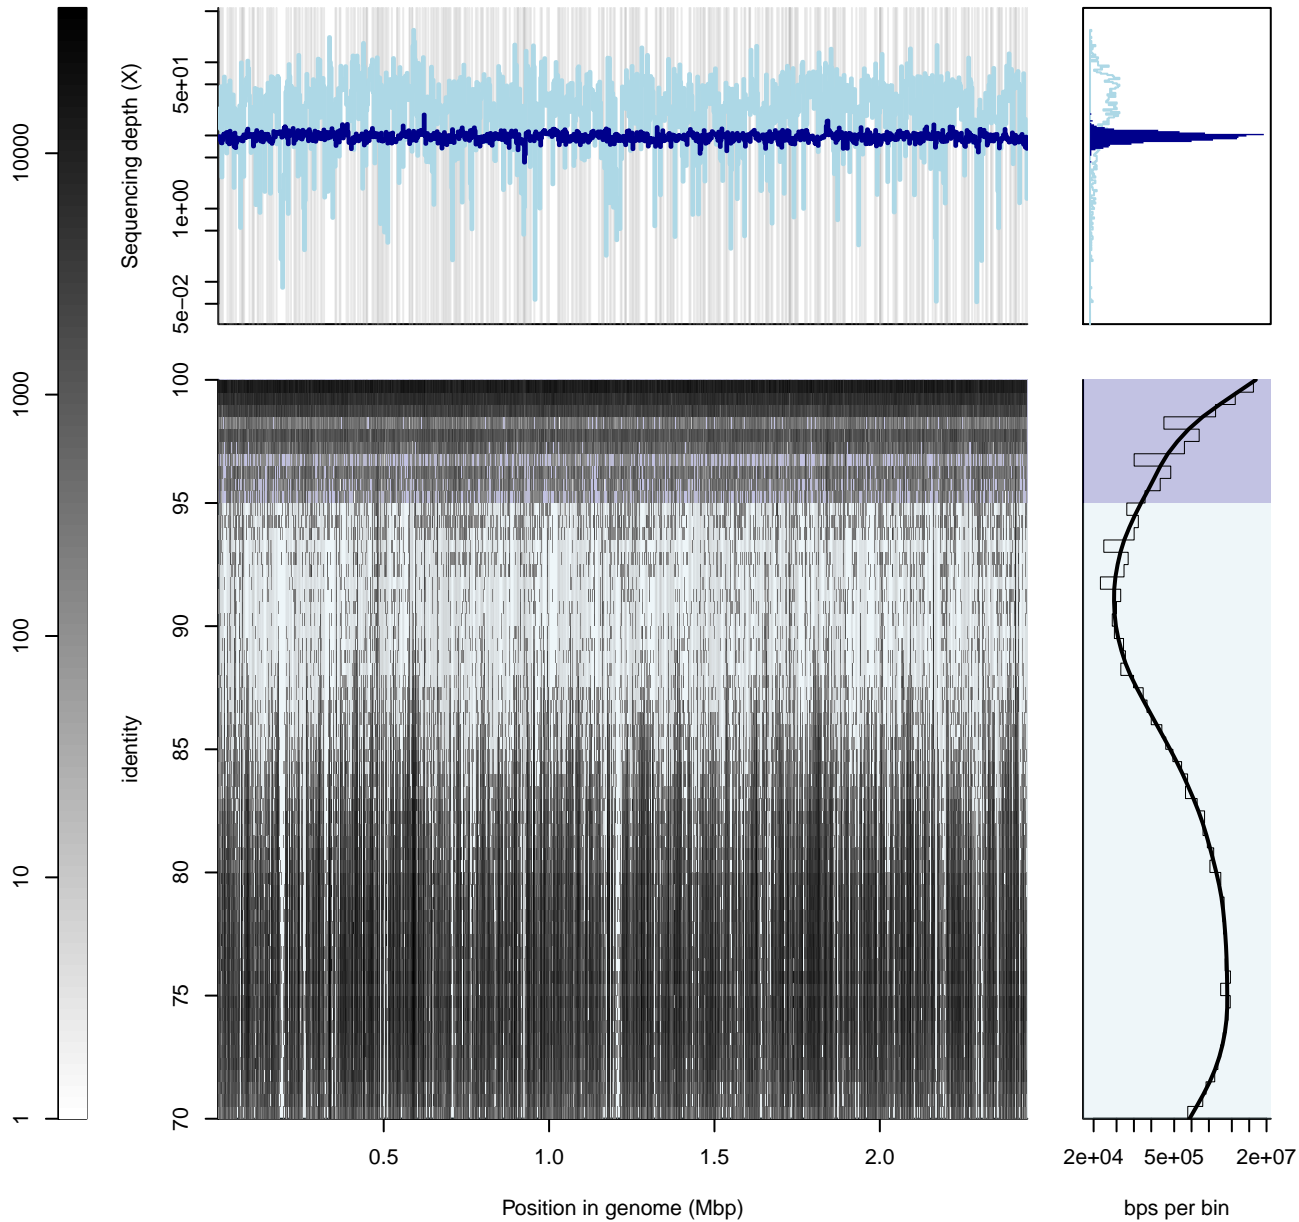 10000
1000
100
10
1
Sequencing depth (X)
5e+01
1e+00
5e−02
identity
100
95
90
85
80
75
70
0.5 1.0 1.5 2.0
Position in genome (Mbp)
2e+04 5e+05 2e+07
bps per bin